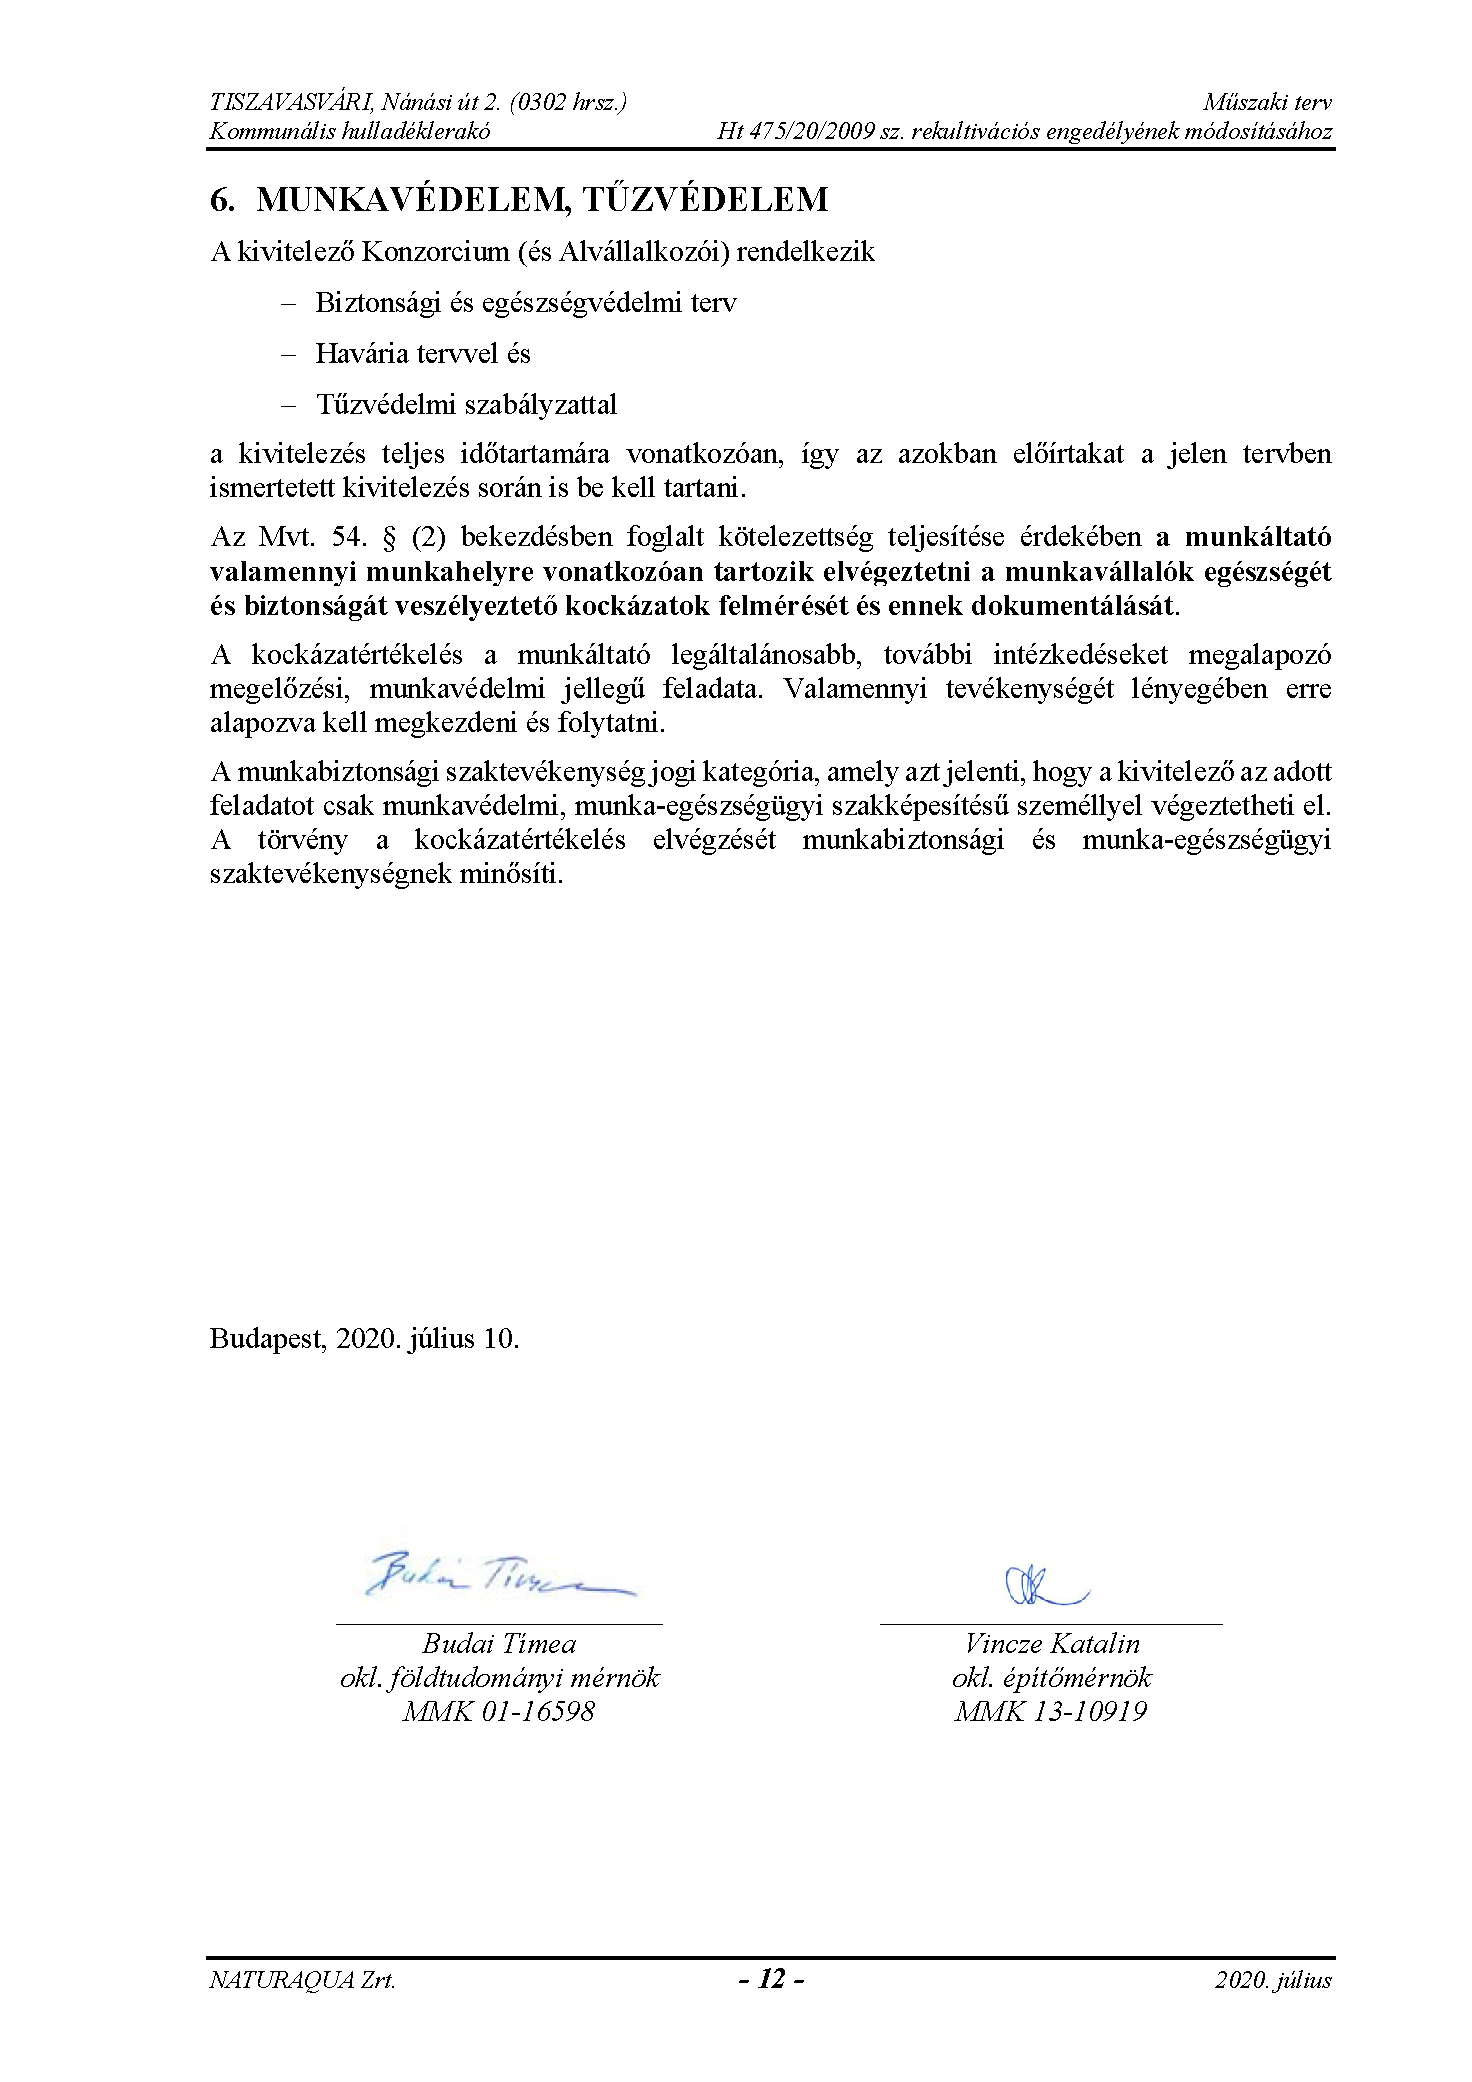 TISZAVASVÁRI, Nánási út 2. (0302 hrsz.) Műszaki terv
Kommunális hulladéklerakó Ht 475/20/2009 sz. rekultivációs engedélyének módosításához
6. MUNKAVÉDELEM, TŰZVÉDELEM
A kivitelező Konzorcium (és Alvállalkozói) rendelkezik
– Biztonsági és egészségvédelmi terv
– Havária tervvel és
– Tűzvédelmi szabályzattal
a kivitelezés teljes időtartamára vonatkozóan, így az azokban előírtakat a jelen tervben
ismertetett kivitelezés során is be kell tartani.
Az Mvt. 54. § (2) bekezdésben foglalt kötelezettség teljesítése érdekében a munkáltató
valamennyi munkahelyre vonatkozóan tartozik elvégeztetni a munkavállalók egészségét
és biztonságát veszélyeztető kockázatok felmérését és ennek dokumentálását.
A kockázatértékelés a munkáltató legáltalánosabb, további intézkedéseket megalapozó
megelőzési, munkavédelmi jellegű feladata. Valamennyi tevékenységét lényegében erre
alapozva kell megkezdeni és folytatni.
A munkabiztonsági szaktevékenység jogi kategória, amely azt jelenti, hogy a kivitelező az adott
feladatot csak munkavédelmi, munka-egészségügyi szakképesítésű személlyel végeztetheti el.
A törvény a kockázatértékelés elvégzését munkabiztonsági és munka-egészségügyi
szaktevékenységnek minősíti.
Budapest, 2020. július 10.
Budai Tímea
Budai Tímea Vincze Katalin
okl. földtudományi mérnök okl. építőmérnök
MMK 01-16598 MMK 13-10919
NATURAQUA Zrt. - 12 - 2020. július